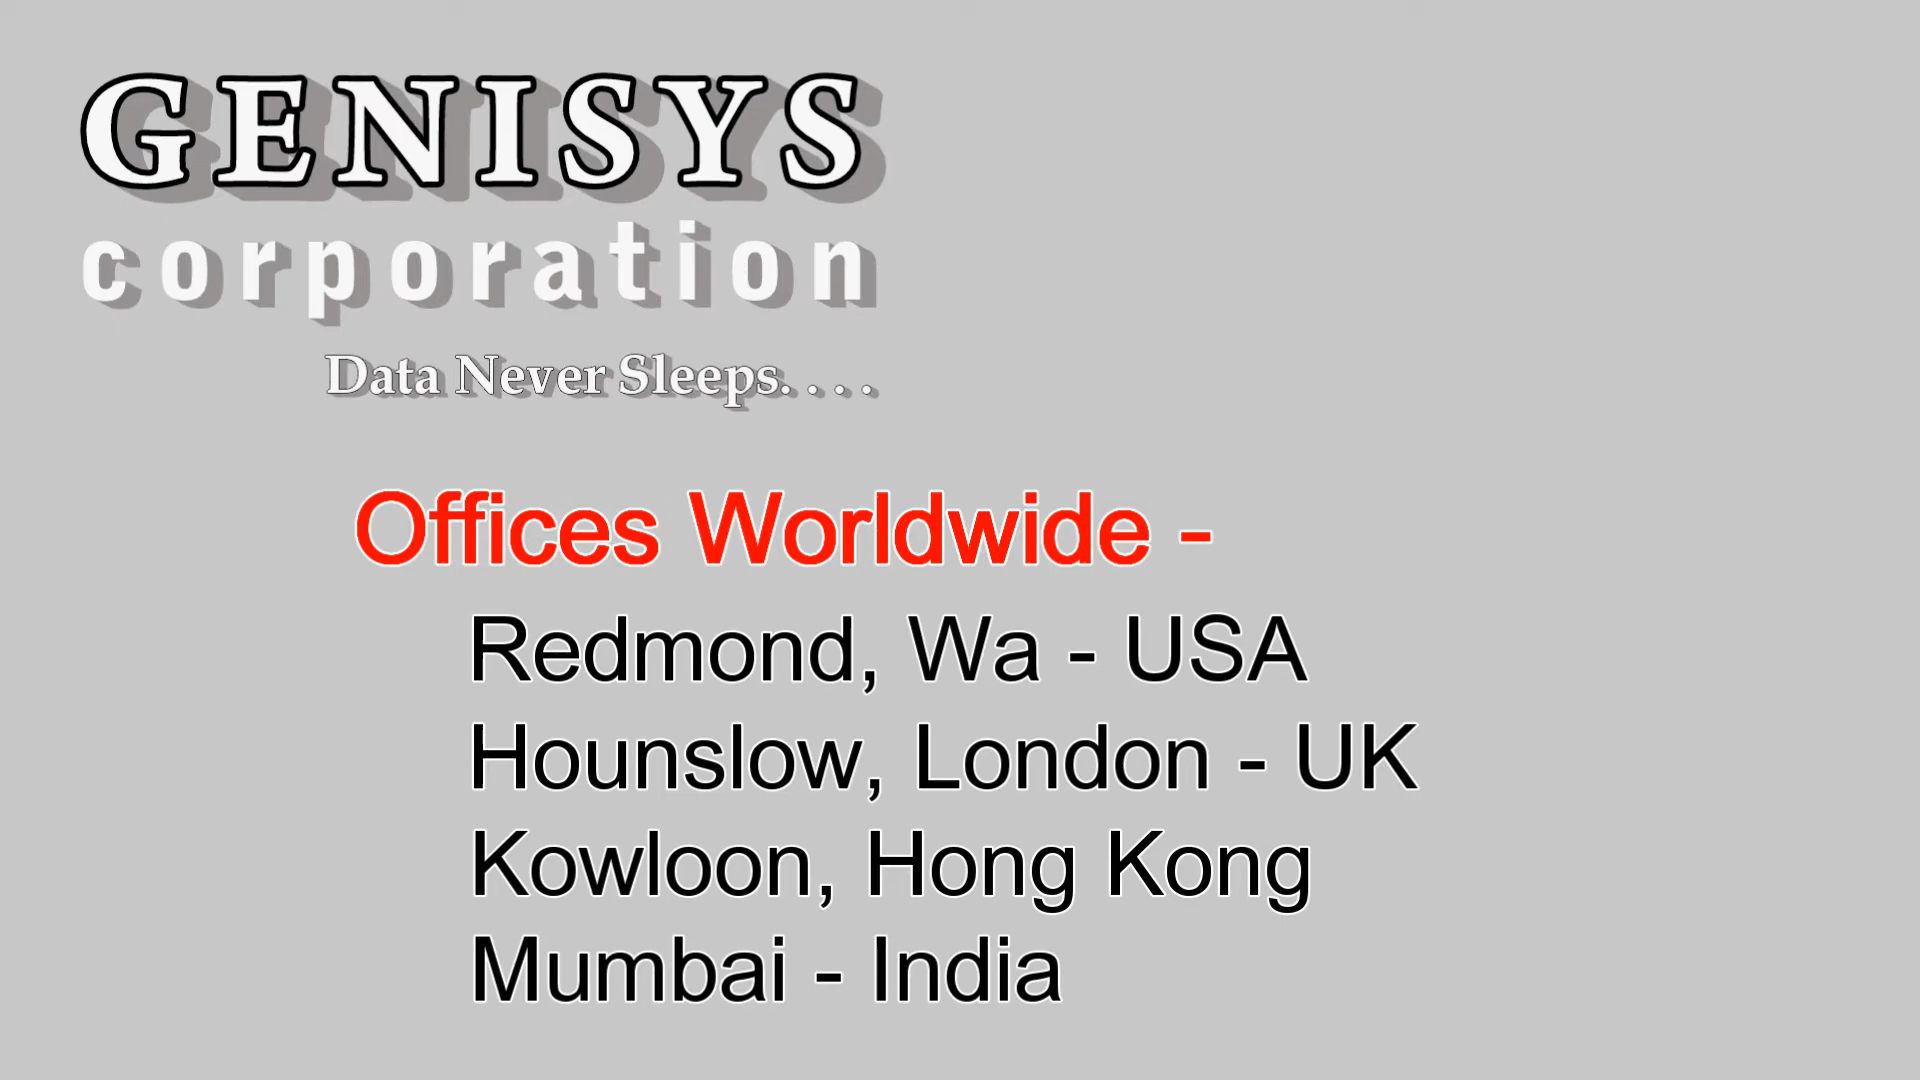 GENISYS
corporation
Data Never Sleeps. . . .
Offices Worldwide -
Redmond, Wa - USA
Hounslow, London - UK
Kowloon, Hong Kong
Mumbai - India